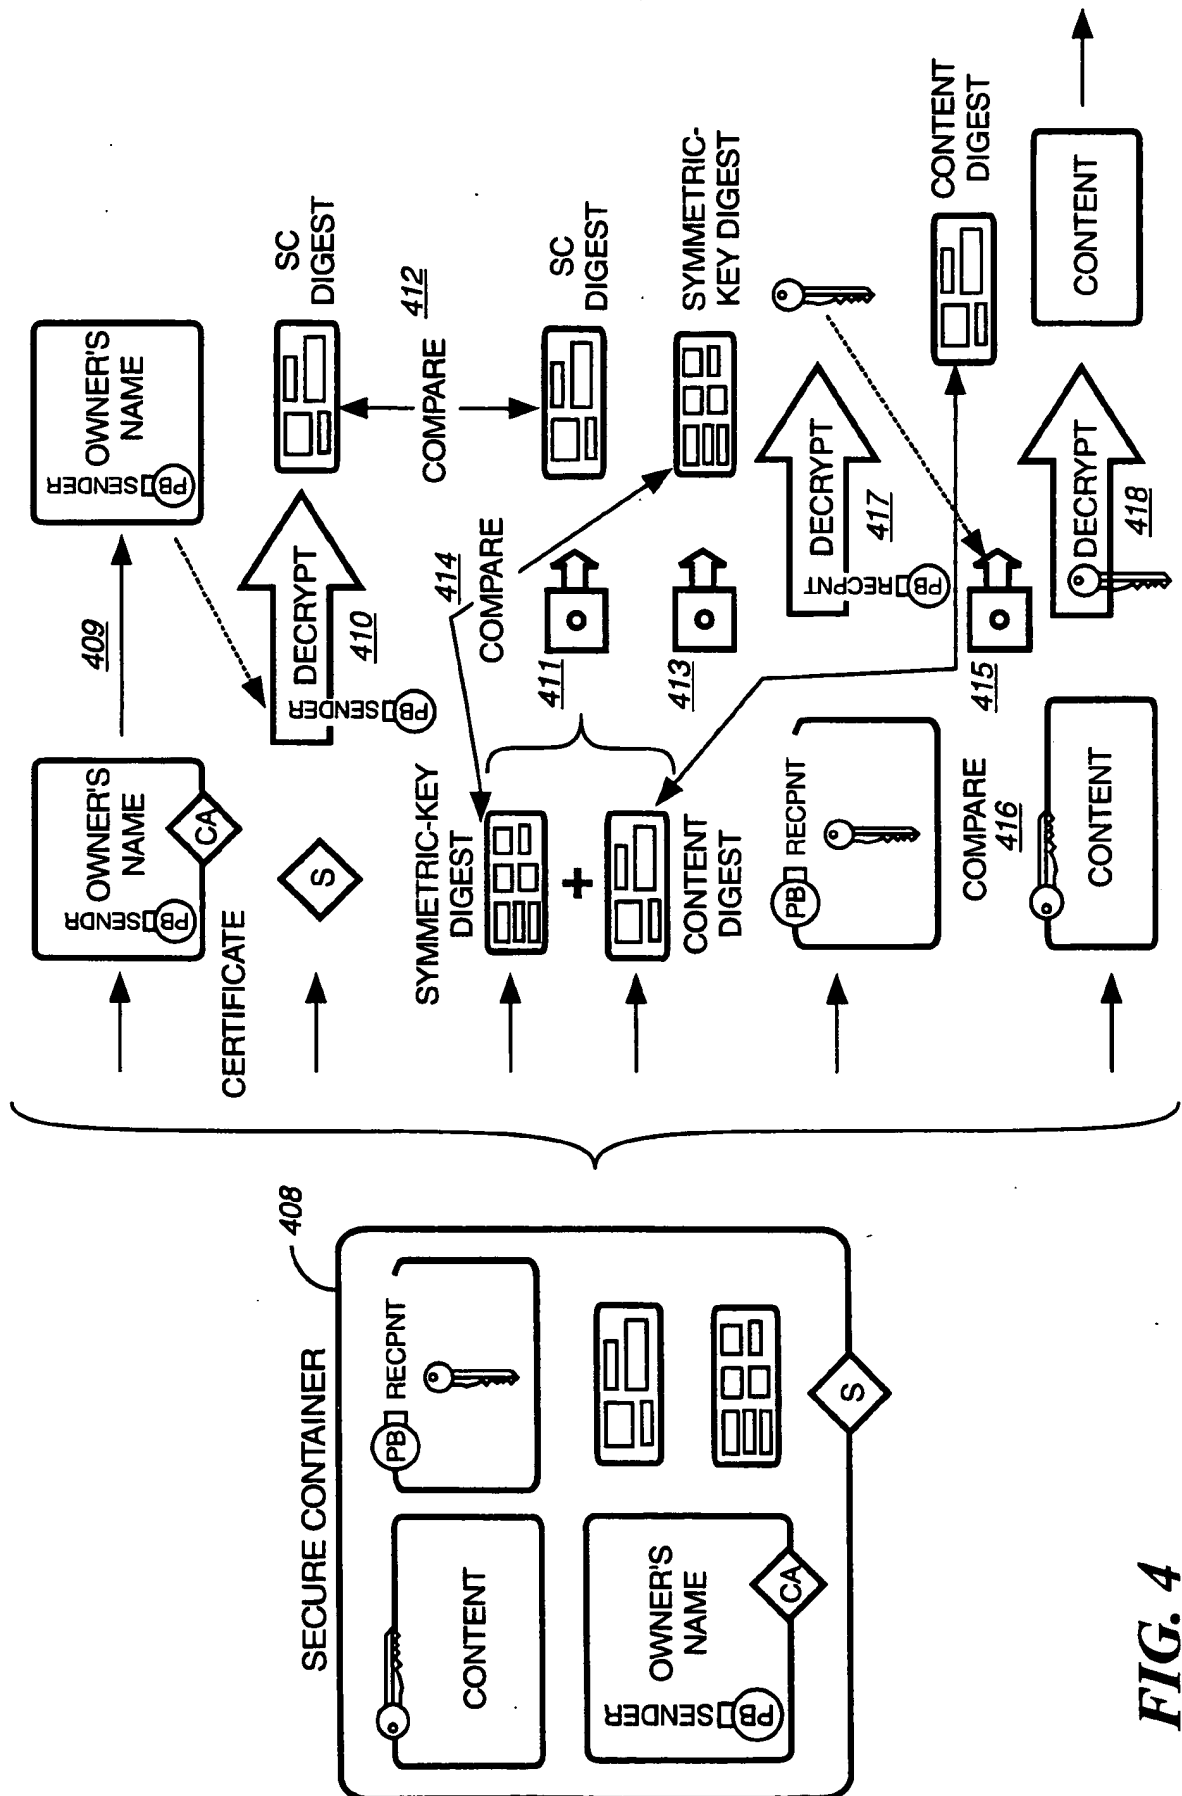 SECURE CONTAINER
408
CONTENT
PB
RECPNT
OWNER'S
NAME
PB
SENDER
CA
S
OWNER'S
NAME
PB
SENDR
CA
CERTIFICATE
409
OWNER'S
NAME
PB
SENDER
S
PB
SENDER
DECRYPT
410
SC
DIGEST
COMPARE
412
SYMMETRIC-KEY
DIGEST
414
COMPARE
+
CONTENT
DIGEST
411
SC
DIGEST
413
SYMMETRIC-
KEY DIGEST
PB
RECPNT
PB
RECPNT
DECRYPT
417
COMPARE
416
415
CONTENT
DIGEST
CONTENT
DECRYPT
418
CONTENT
FIG. 4